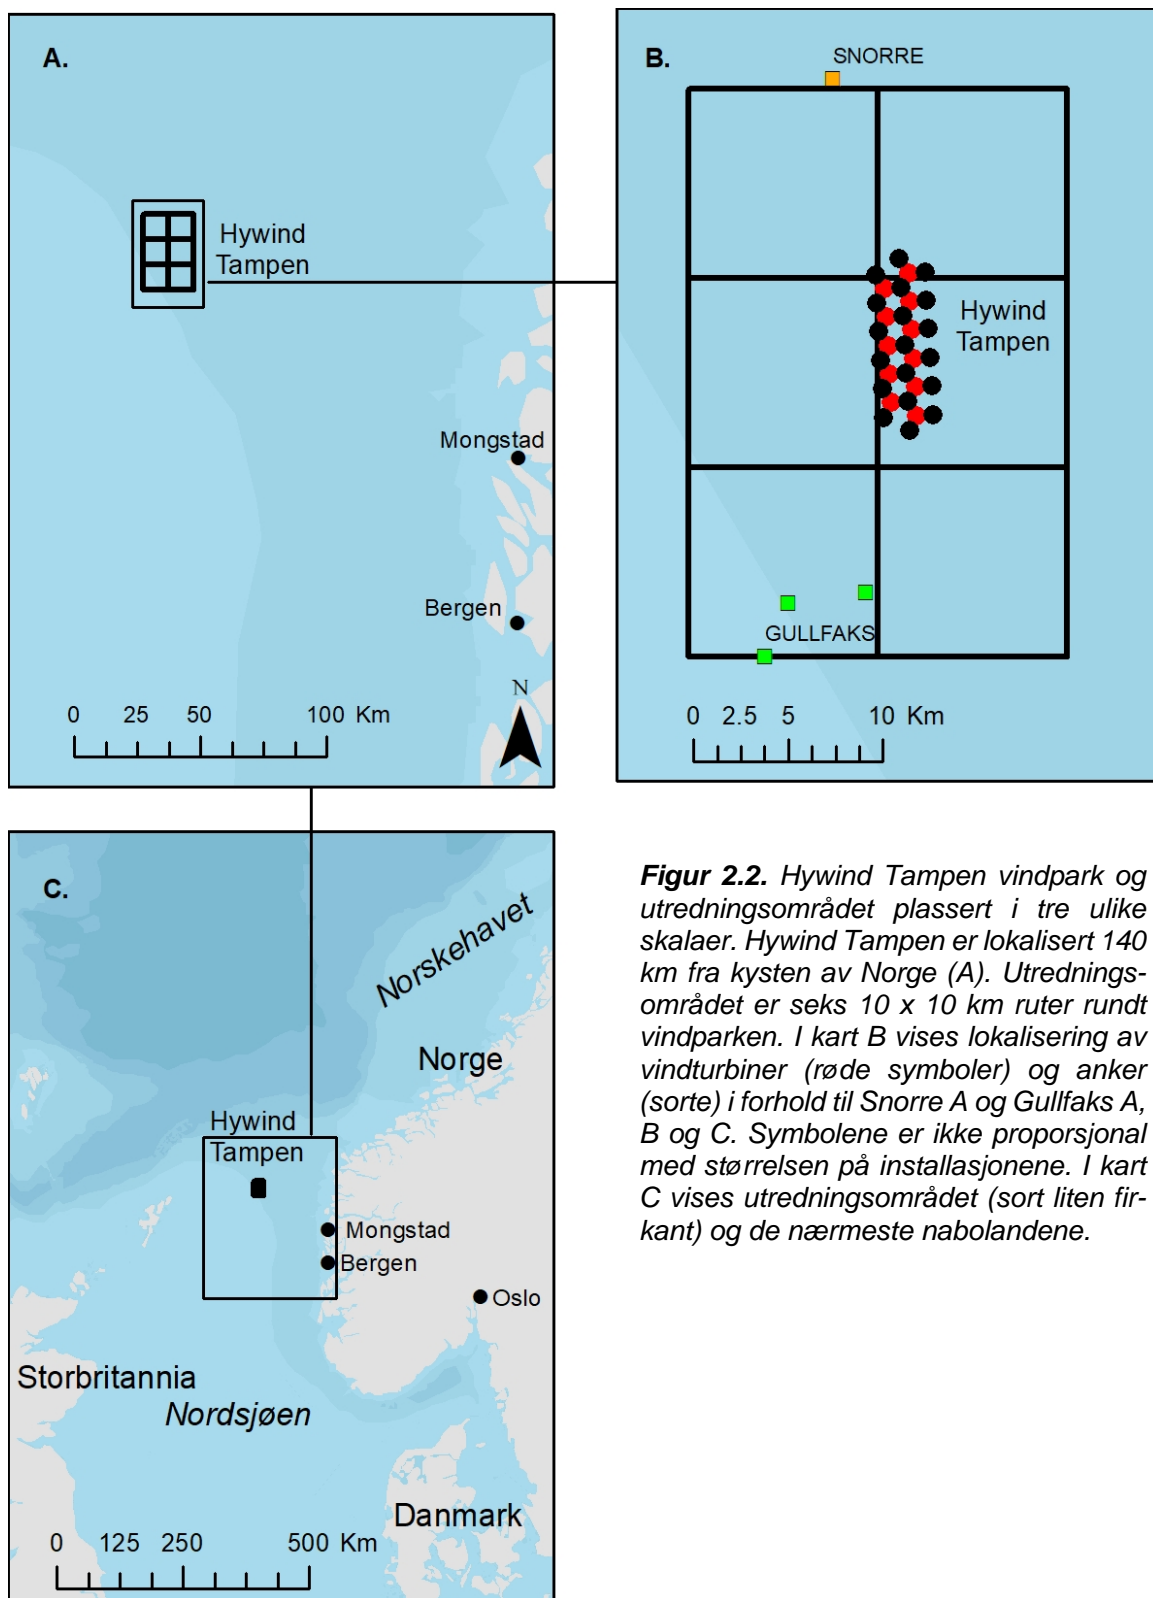 A.
Hywind
Tampen
Mongstad
Bergen
N
0 25 50 100 Km
B.
SNORRE
Hywind
Tampen
GULLFAKS
0 2.5 5 10 Km
C.
Norskehavet
Norge
Hywind
Tampen
Mongstad
Bergen
Oslo
Storbritannia
Nordsjøen
Danmark
0 125 250 500 Km
Figur 2.2. Hywind Tampen vindpark og
utredningsområdet plassert i tre ulike
skalaer. Hywind Tampen er lokalisert 140
km fra kysten av Norge (A). Utrednings-
området er seks 10 x 10 km ruter rundt
vindparken. I kart B vises lokalisering av
vindturbiner (røde symboler) og anker
(sorte) i forhold til Snorre A og Gullfaks A,
B og C. Symbolene er ikke proporsjonal
med størrelsen på installasjonene. I kart
C vises utredningsområdet (sort liten fir-
kant) og de nærmeste nabolandene.